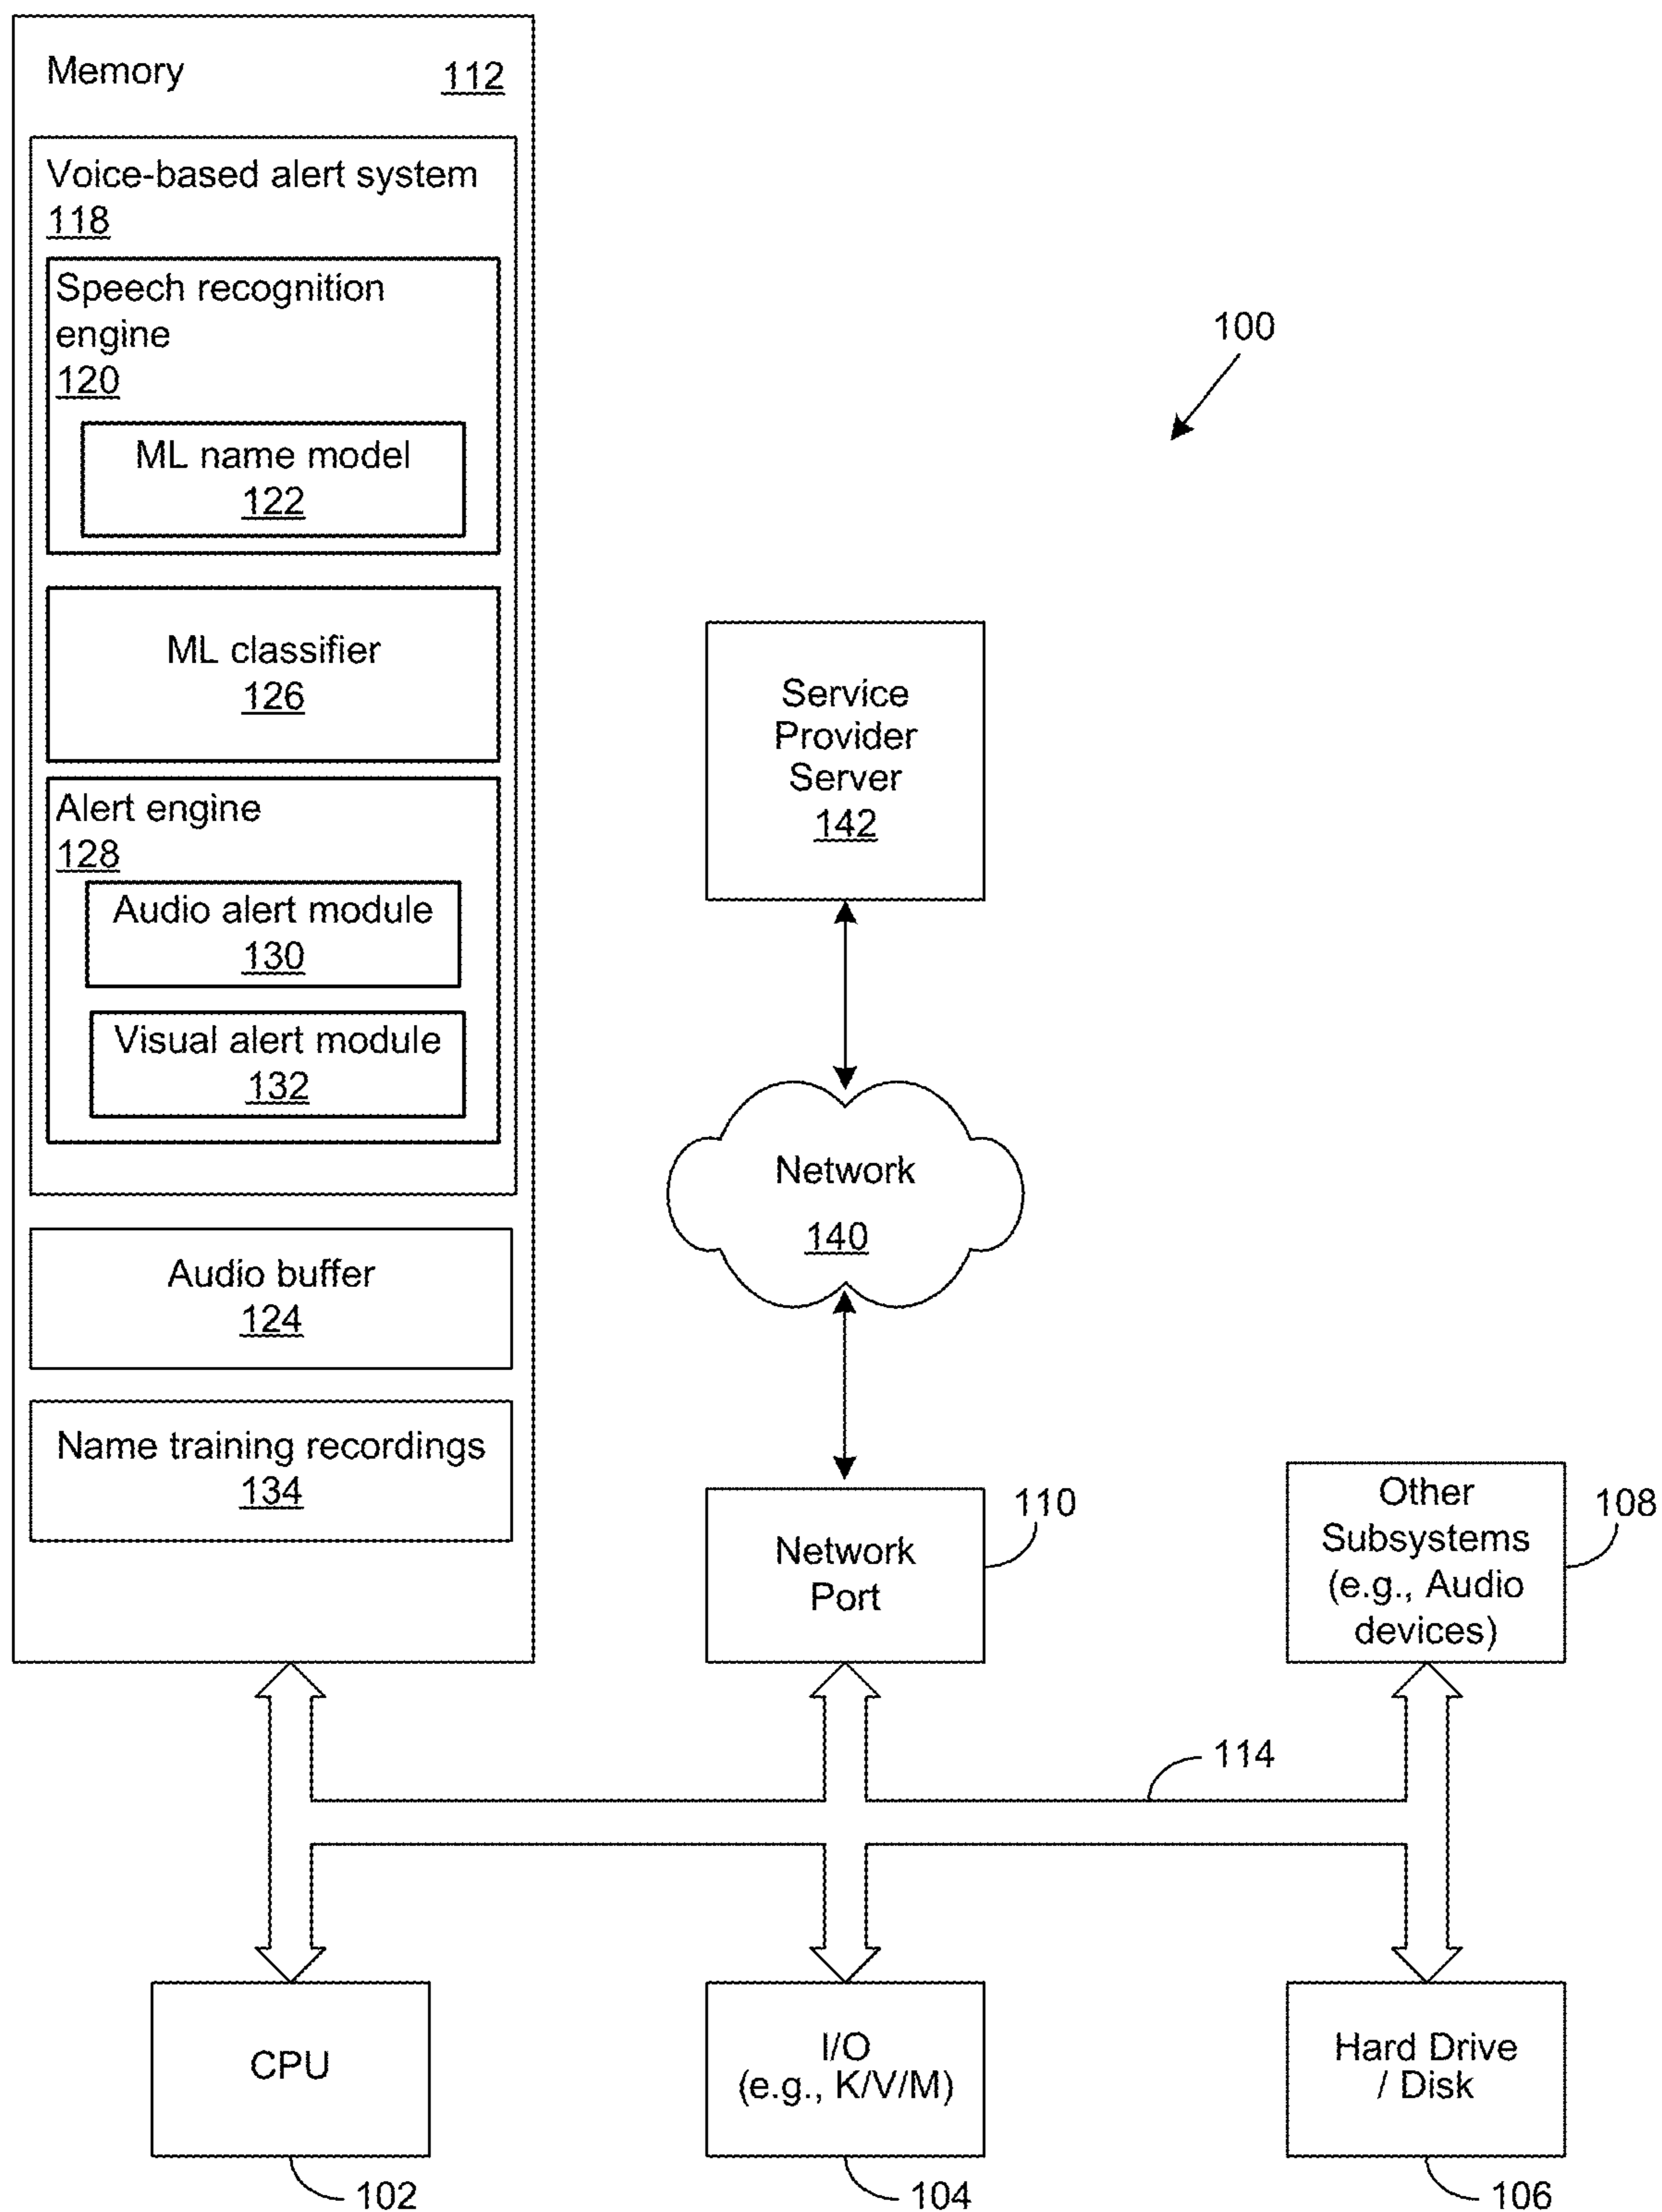 Memory 112
Voice-based alert system
118
Speech recognition
engine
120
ML name model
122
ML classifier
126
Alert engine
128
Audio alert module
130
Visual alert module
132
Audio buffer
124
Name training recordings
134
100
Service
Provider
Server
142
Network
140
Network
Port
110
Other
Subsystems
(e.g., Audio
devices)
108
114
CPU
102
I/O
(e.g., K/V/M)
104
Hard Drive
/ Disk
106